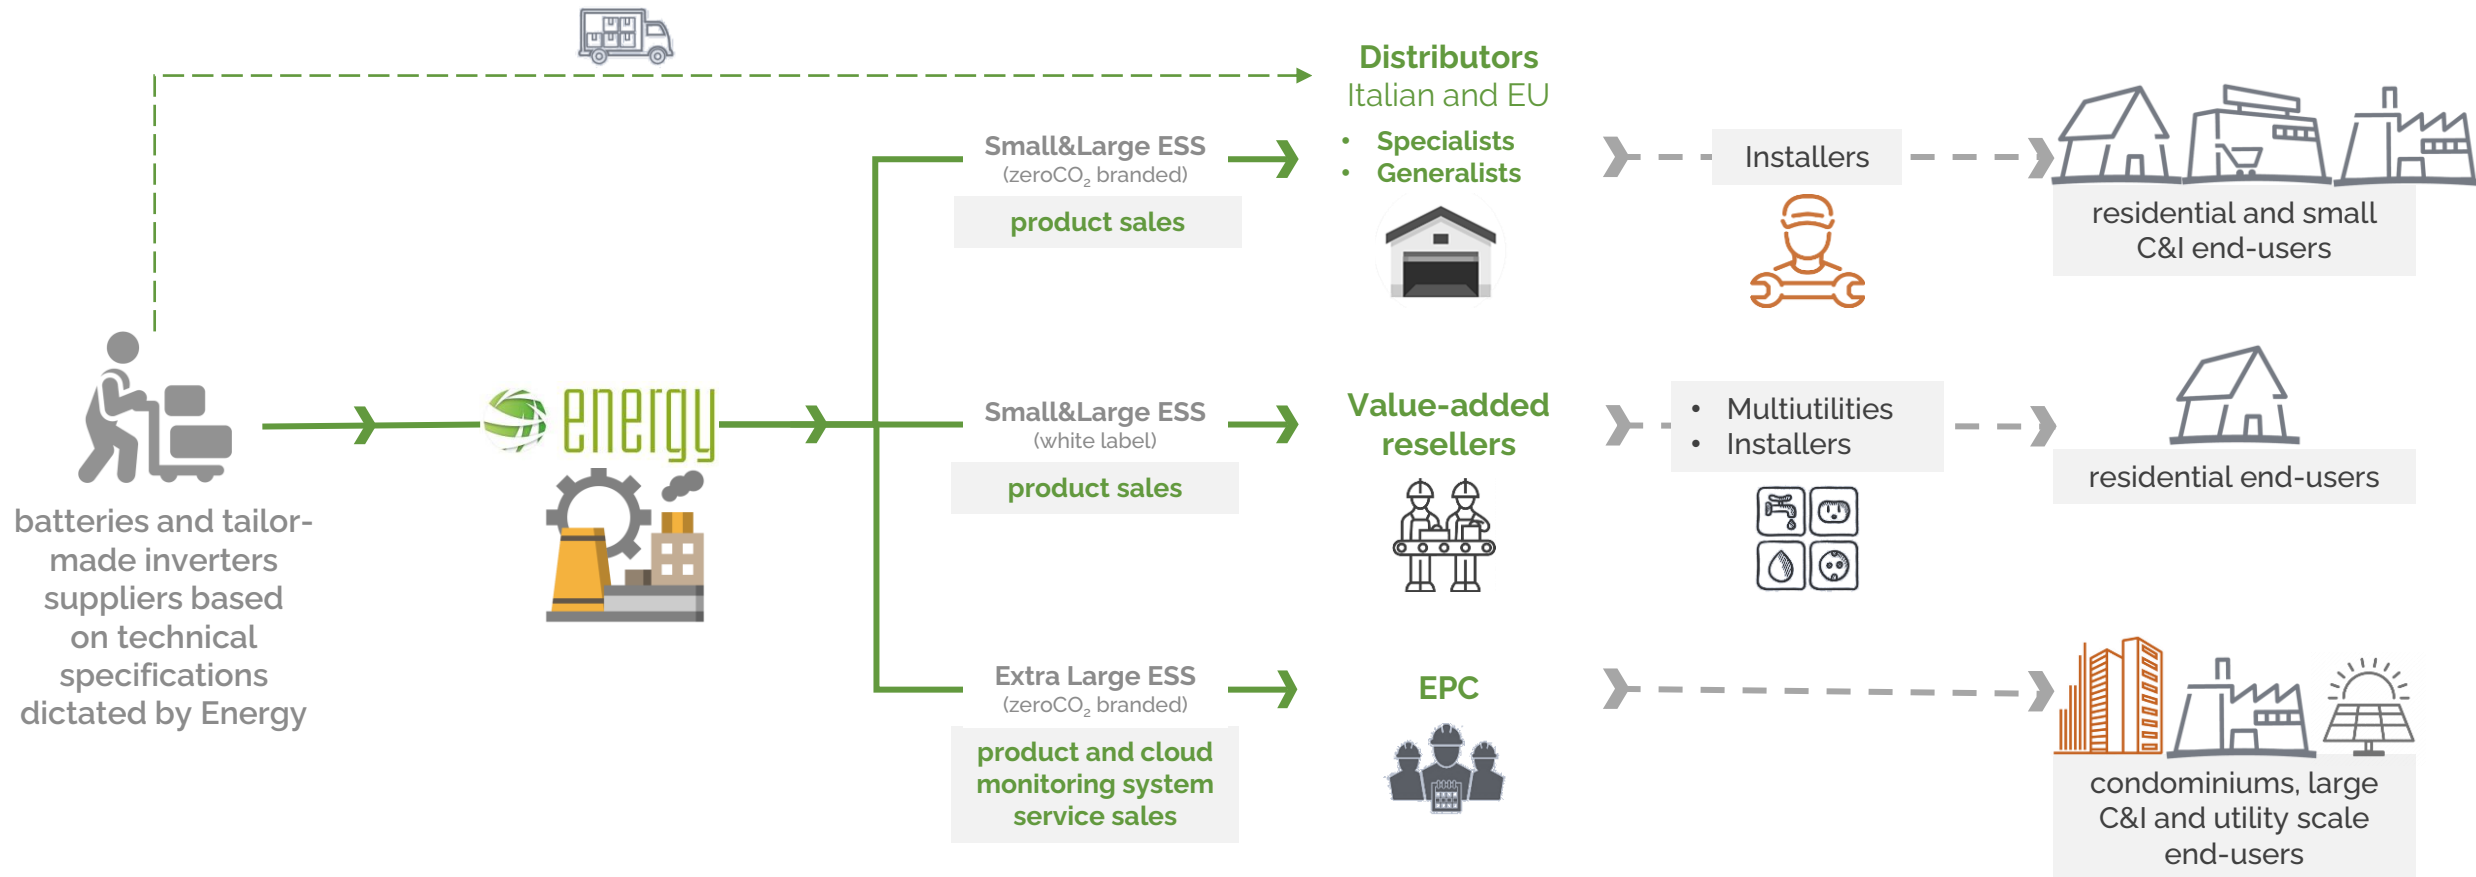 batteries and tailor-
made inverters
suppliers based
on technical
specifications
dictated by Energy
energy
Small&Large ESS
(zeroCO₂ branded)
product sales
Distributors
Italian and EU
• Specialists
• Generalists
Installers
residential and small
C&I end-users
Small&Large ESS
(white label)
product sales
Value-added
resellers
• Multiutilities
• Installers
residential end-users
Extra Large ESS
(zeroCO₂ branded)
product and cloud
monitoring system
service sales
EPC
condominiums, large
C&I and utility scale
end-users